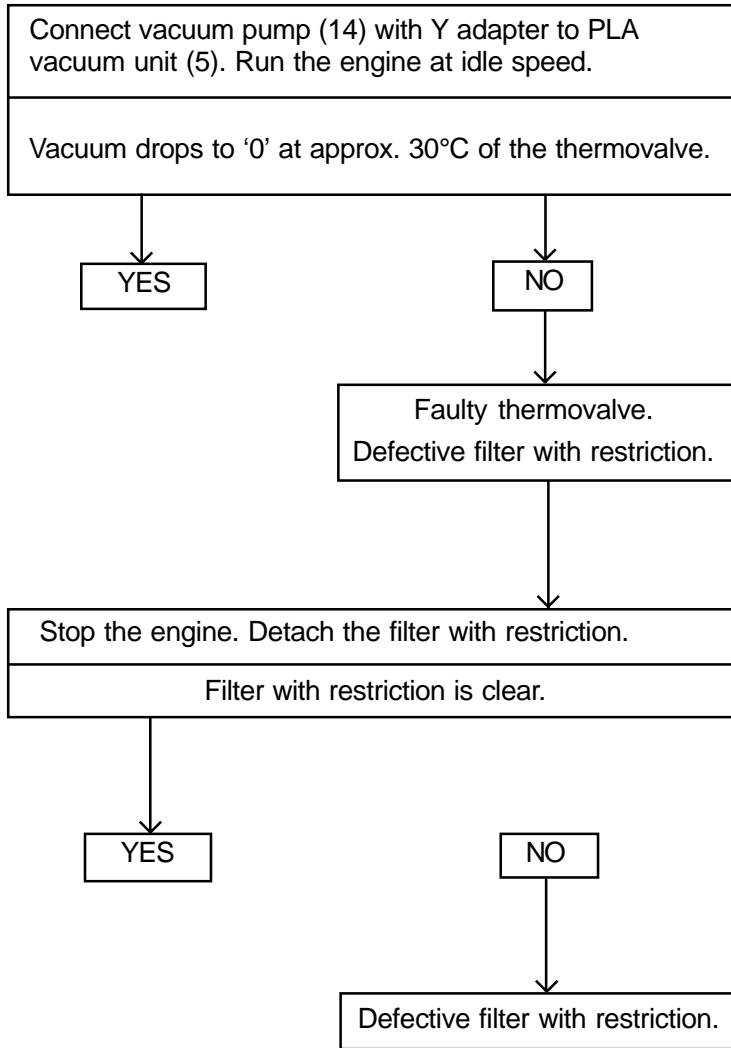 Connect vacuum pump (14) with Y adapter to PLA
vacuum unit (5). Run the engine at idle speed.
Vacuum drops to ‘0’ at approx. 30°C of the thermovalve.
YES
NO
Faulty thermovalve.
Defective filter with restriction.
Stop the engine. Detach the filter with restriction.
Filter with restriction is clear.
YES
NO
Defective filter with restriction.